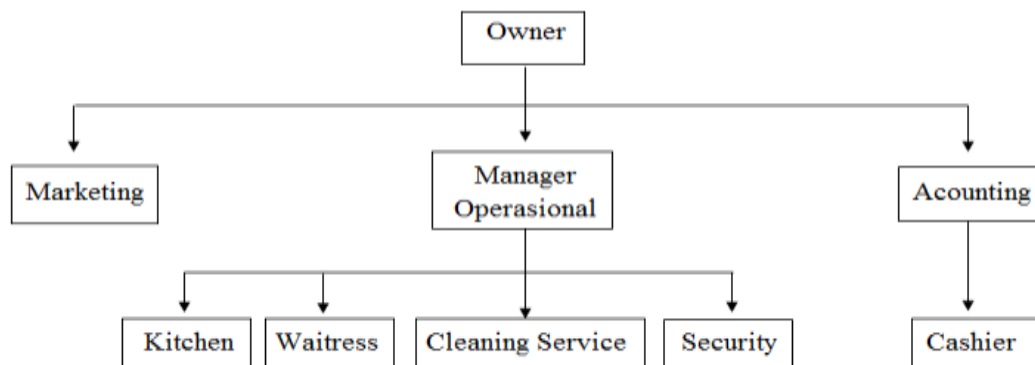 Owner
Marketing
Manager
Operasional
Acounting
Kitchen
Waitress
Cleaning Service
Security
Cashier